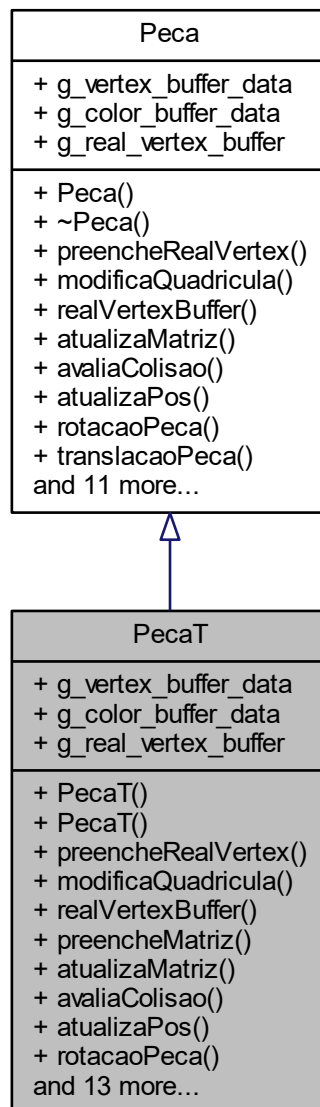 Peca
+ g_vertex_buffer_data
+ g_color_buffer_data
+ g_real_vertex_buffer
+ Peca()
+ ~Peca()
+ preencheRealVertex()
+ modificaQuadricula()
+ realVertexBuffer()
+ atualizaMatriz()
+ avaliaColisao()
+ atualizaPos()
+ rotacaoPeca()
+ translacaoPeca()
and 11 more...
PecaT
+ g_vertex_buffer_data
+ g_color_buffer_data
+ g_real_vertex_buffer
+ PecaT()
+ PecaT()
+ preencheRealVertex()
+ modificaQuadricula()
+ realVertexBuffer()
+ preencheMatriz()
+ atualizaMatriz()
+ avaliaColisao()
+ atualizaPos()
+ rotacaoPeca()
and 13 more...